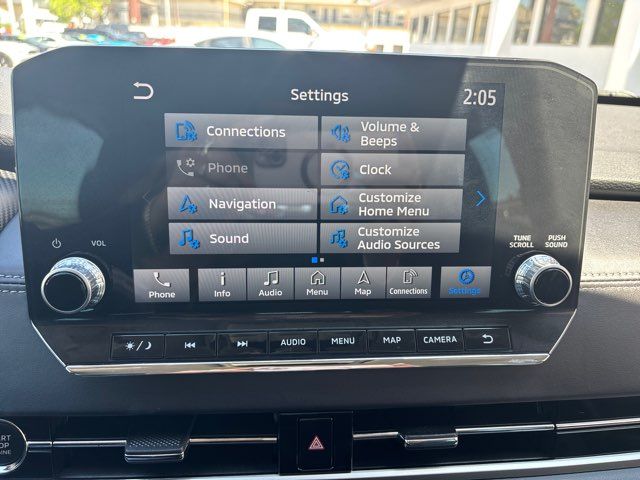 Settings
2:05
Connections
Volume &
Beeps
Phone
Clock
Navigation
Customize
Home Menu
Sound
Customize
Audio Sources
VOL
TUNE
SCROLL
PUSH
SOUND
Phone
Info
Audio
Menu
Map
Connections
Settings
AUDIO
MENU
MAP
CAMERA